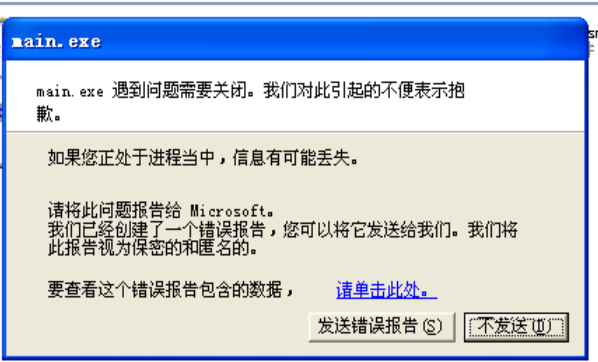 main.exe
main.exe 遇到问题需要关闭。我们对此引起的不便表示抱
歉。
如果您正处于进程当中，信息有可能丢失。
请将此问题报告给 Microsoft。
我们已经创建了一个错误报告，您可以将它发送给我们。我们将
此报告视为保密的和匿名的。
要查看这个错误报告包含的数据， 请单击此处。
发送错误报告(S) 不发送(D)